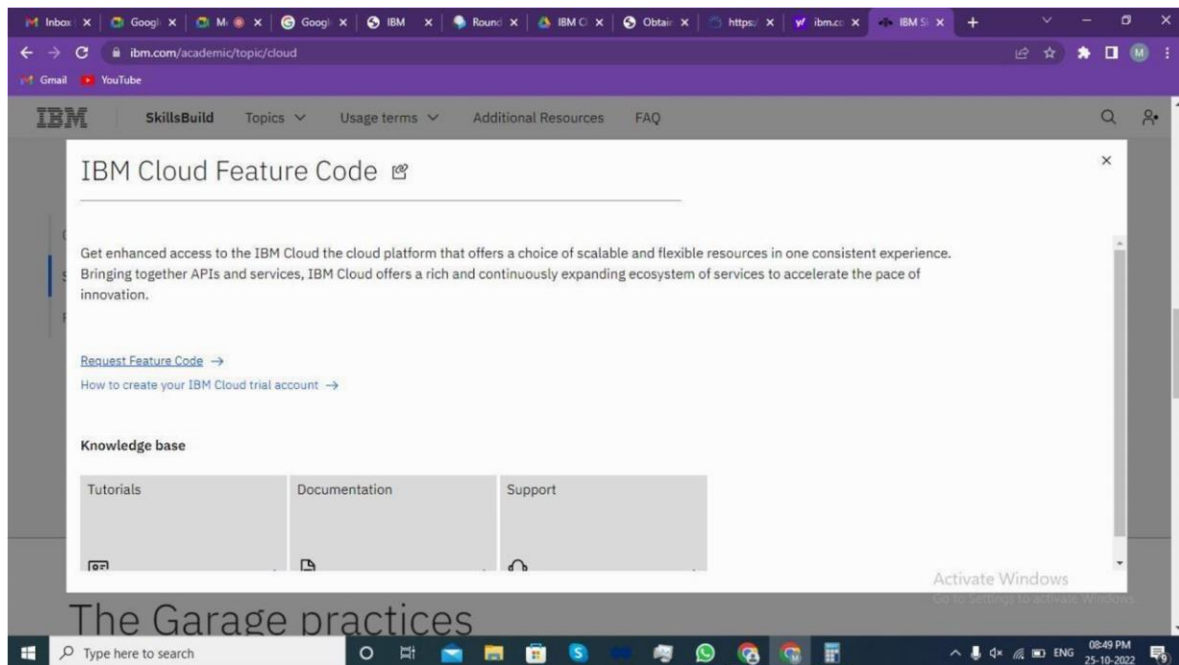 Inbox
Googl
M
Googl
IBM
Round
IBM C
Obtain
https:/
ibm.cc
IBM S
ibm.com/academic/topic/cloud
M
Gmail
YouTube
IBM
SkillsBuild
Topics
Usage terms
Additional Resources
FAQ
IBM Cloud Feature Code
Get enhanced access to the IBM Cloud the cloud platform that offers a choice of scalable and flexible resources in one consistent experience.
Bringing together APIs and services, IBM Cloud offers a rich and continuously expanding ecosystem of services to accelerate the pace of
innovation.
Request Feature Code →
How to create your IBM Cloud trial account →
Knowledge base
Tutorials
Documentation
Support
Activate Windows
Go to Settings to activate Windows.
The Garage practices
Type here to search
ENG
08:49 PM
25-10-2022